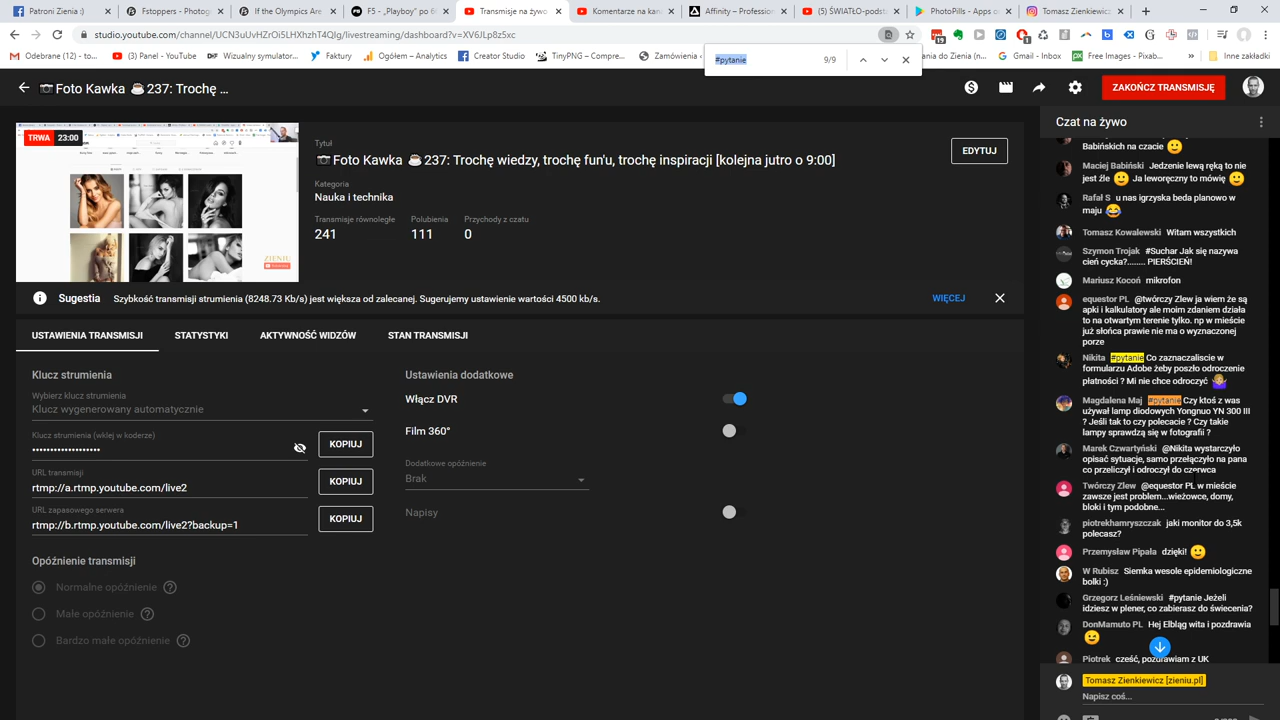 Patroni Zieniu
Fstoppers - Photog
If the Olympics Are
F5 - „Playboy" po 6
Transmisje na żywo
Komentarze na kan
Affinity – Profession
(5) ŚWIATŁO-podst
PhotoPills - Apps o
Tomasz Zienkiewicz
studio.youtube.com/channel/UCN3uUvHZrOi5LHXhzhT4QIg/livestreaming/dashboard?v=XV6JLp8z5xc
Odebrane (12) - to...
(3) Panel - YouTube
Wizualny symulator...
Patronite
Ogółem – Analytics
Creator Studio
TinyPNG – Compre...
Zamówienia
ania do Zienia (n...
Gmail - Inbox
Free Images - Pixab...
Inne zakładki
#pytanie
9/9
Foto Kawka 237: Trochę ...
ZAKOŃCZ TRANSMISJĘ
TRWA 23:00
ZIENIU
Tytuł
Foto Kawka 237: Trochę wiedzy, trochę fun'u, trochę inspiracji [kolejna jutro o 9:00]
EDYTUJ
Kategoria
Nauka i technika
Transmisje równoległe
Polubienia
Przychody z czatu
241
111
0
Sugestia
Szybkość transmisji strumienia (8248.73 Kb/s) jest większa od zalecanej. Sugerujemy ustawienie wartości 4500 kb/s.
WIĘCEJ
USTAWIENIA TRANSMISJI
STATYSTYKI
AKTYWNOŚĆ WIDZÓW
STAN TRANSMISJI
Klucz strumienia
Wybierz klucz strumienia
Klucz wygenerowany automatycznie
Klucz strumienia (wklej w koderze)
••••••••••••••••••
KOPIUJ
URL transmisji
rtmp://a.rtmp.youtube.com/live2
KOPIUJ
URL zapasowego serwera
rtmp://b.rtmp.youtube.com/live2?backup=1
KOPIUJ
Opóźnienie transmisji
Normalne opóźnienie
Małe opóźnienie
Bardzo małe opóźnienie
Ustawienia dodatkowe
Włącz DVR
Film 360°
Dodatkowe opóźnienie
Brak
Napisy
Czat na żywo
Babińskich na czacie
Maciej Babiński Jedzenie lewą ręką to nie
jest źle Ja leworęczny to mówię
Rafał S u nas igrzyska beda planowo w
maju
Tomasz Kowalewski Witam wszystkich
Szymon Trojak #Suchar Jak się nazywa
cień cycka?........ PIERŚCIEŃ!
Mariusz Kocoń mikrofon
equestor PL @twórczy Zlew ja wiem że są
apki i kalkulatory ale moim zdaniem działa
to na otwartym terenie tylko. np w mieście
już słońca prawie nie ma o wyznaczonej
porze
Nikita #pytanie Co zaznaczaliscie w
formularzu Adobe żeby poszło odroczenie
płatności ? Mi nie chce odroczyć
Magdalena Maj #pytanie Czy ktoś z was
używał lamp diodowych Yongnuo YN 300 III
? Jeśli tak to czy polecacie ? Czy takie
lampy sprawdzą się w fotografii ?
Marek Czwartyński @Nikita wystarczyło
opisać sytuacje, samo przełączyło na pana
co przeliczył i odroczył do czerwca
Twórczy Zlew @equestor PL w mieście
zawsze jest problem...wieżowce, domy,
bloki i tym podobne...
piotrekhamryszczak jaki monitor do 3,5k
polecasz?
Przemysław Pipała dzięki!
W Rubisz Siemka wesole epidemiologiczne
bolki :)
Grzegorz Leśniewski #pytanie Jeżeli
idziesz w plener, co zabierasz do świecenia?
DonMamuto PL Hej Elbląg wita i pozdrawia
Piotrek cześć, pozdrawiam z UK
Tomasz Zienkiewicz [zieniu.pl]
Napisz coś...